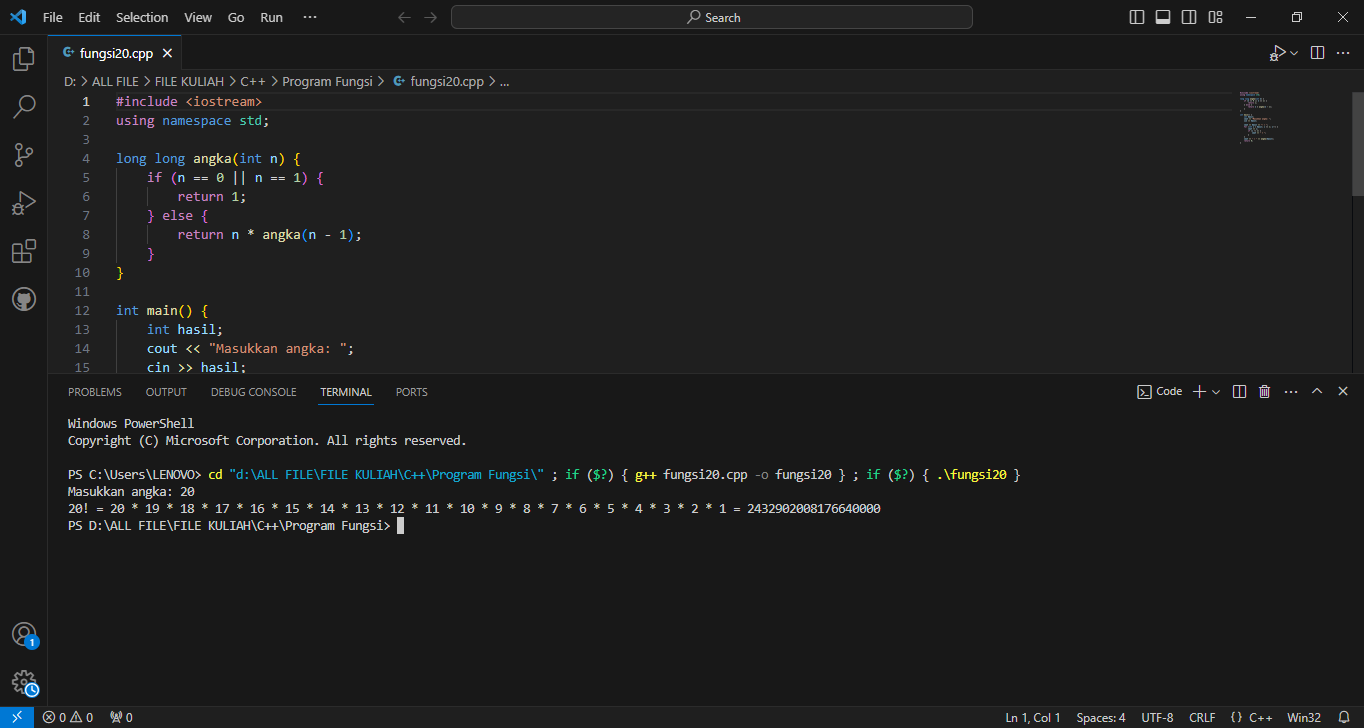 File Edit Selection View Go Run ··· Search
fungsi20.cpp
D: > ALL FILE > FILE KULIAH > C++ > Program Fungsi > fungsi20.cpp > ...
1 #include <iostream>
2 using namespace std;
3
4 long long angka(int n) {
5 if (n == 0 || n == 1) {
6 return 1;
7 } else {
8 return n * angka(n - 1);
9 }
10 }
11
12 int main() {
13 int hasil;
14 cout << "Masukkan angka: ";
15 cin >> hasil;
PROBLEMS OUTPUT DEBUG CONSOLE TERMINAL PORTS Code
Windows PowerShell
Copyright (C) Microsoft Corporation. All rights reserved.
PS C:\Users\LENOVO> cd "d:\ALL FILE\FILE KULIAH\C++\Program Fungsi\" ; if ($?) { g++ fungsi20.cpp -o fungsi20 } ; if ($?) { .\fungsi20 }
Masukkan angka: 20
20! = 20 * 19 * 18 * 17 * 16 * 15 * 14 * 13 * 12 * 11 * 10 * 9 * 8 * 7 * 6 * 5 * 4 * 3 * 2 * 1 = 2432902008176640000
PS D:\ALL FILE\FILE KULIAH\C++\Program Fungsi>
1
0 0 0 Ln 1, Col 1 Spaces: 4 UTF-8 CRLF {} C++ Win32